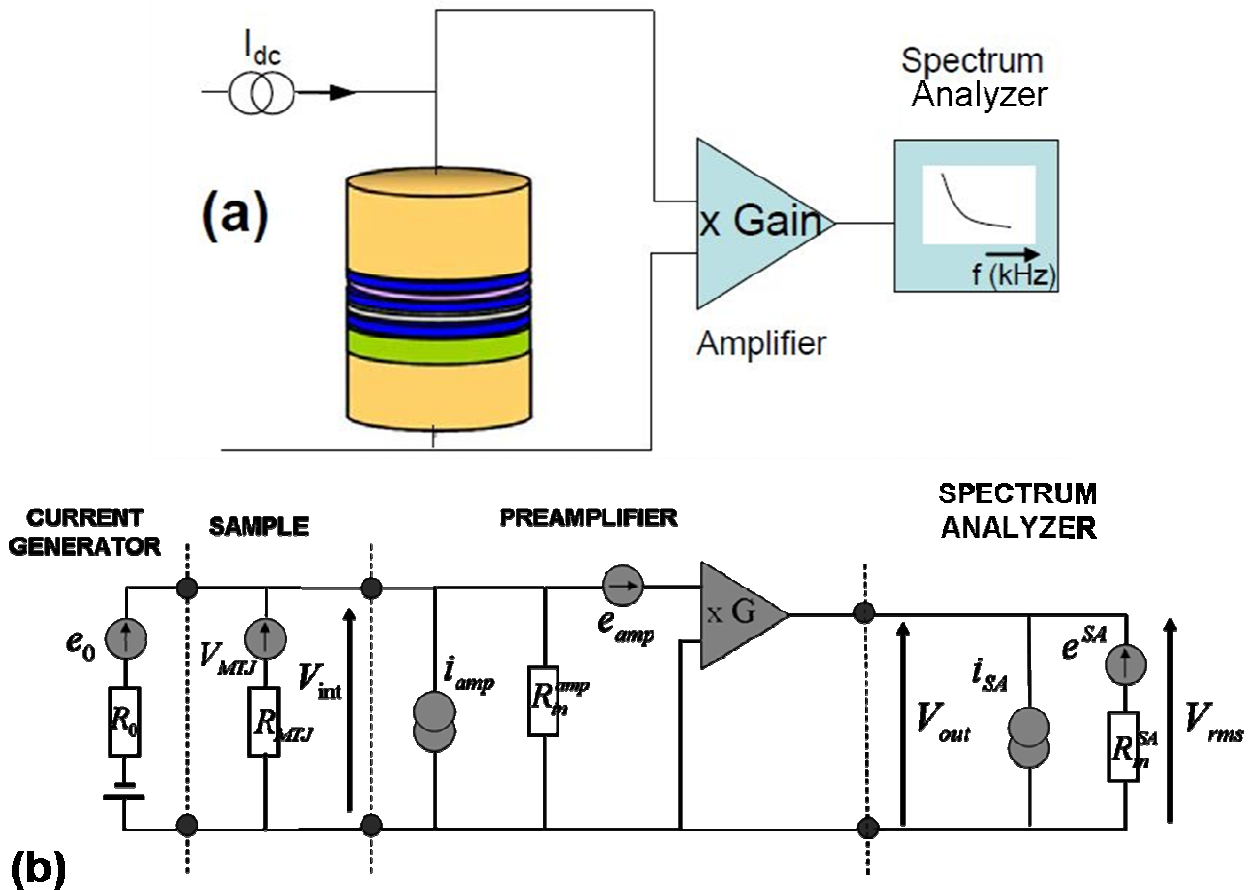 I_dc
Spectrum
Analyzer
(a)
x Gain
f (kHz)
Amplifier
SPECTRUM
ANALYZER
CURRENT
GENERATOR
SAMPLE
PREAMPLIFIER
e_0
R_0
V_MTJ
R_MTJ
V_int
i_amp
R_in^amp
e_amp
x G
V_out
i_SA
e^SA
R_in^SA
V_rms
(b)